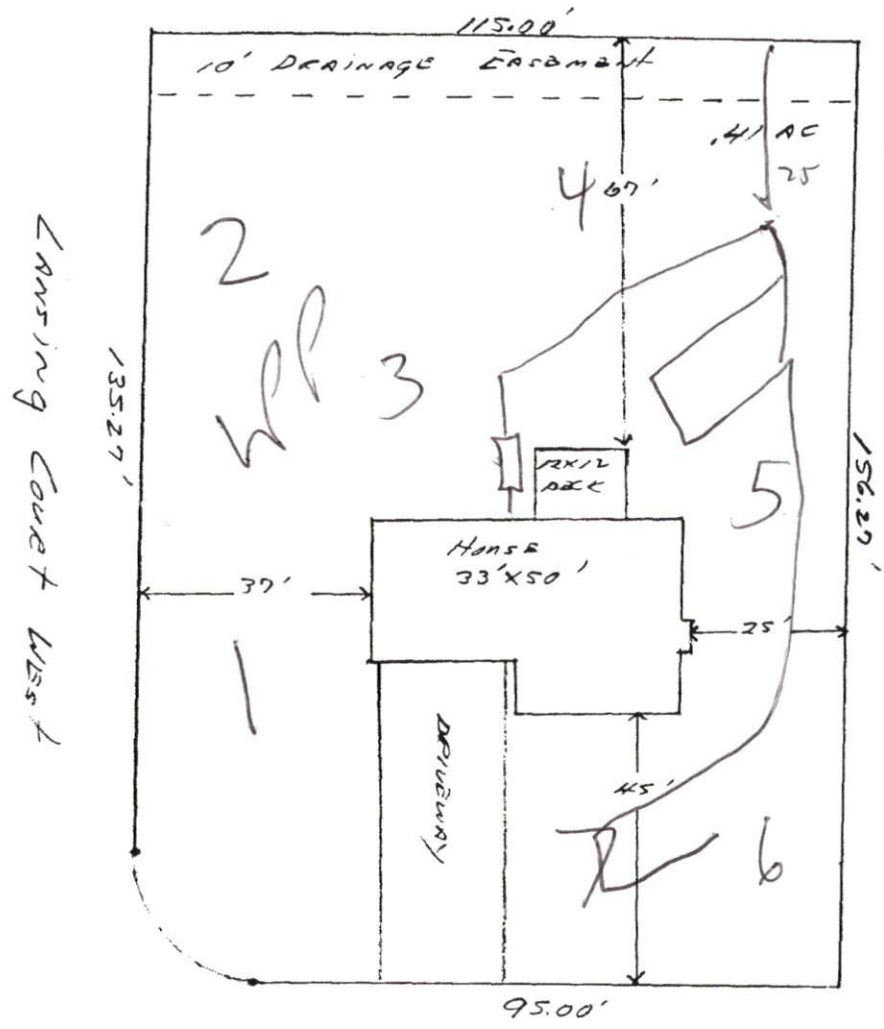 115.00'
10' DRAINAGE EASEMENT
.41 AC
25
4
67'
2
WP
3
LANSING COURT WEST
135.27'
12X12
DECK
5
156.27'
House
33'X50'
37'
25'
1
DRIVEWAY
45'
6
95.00'